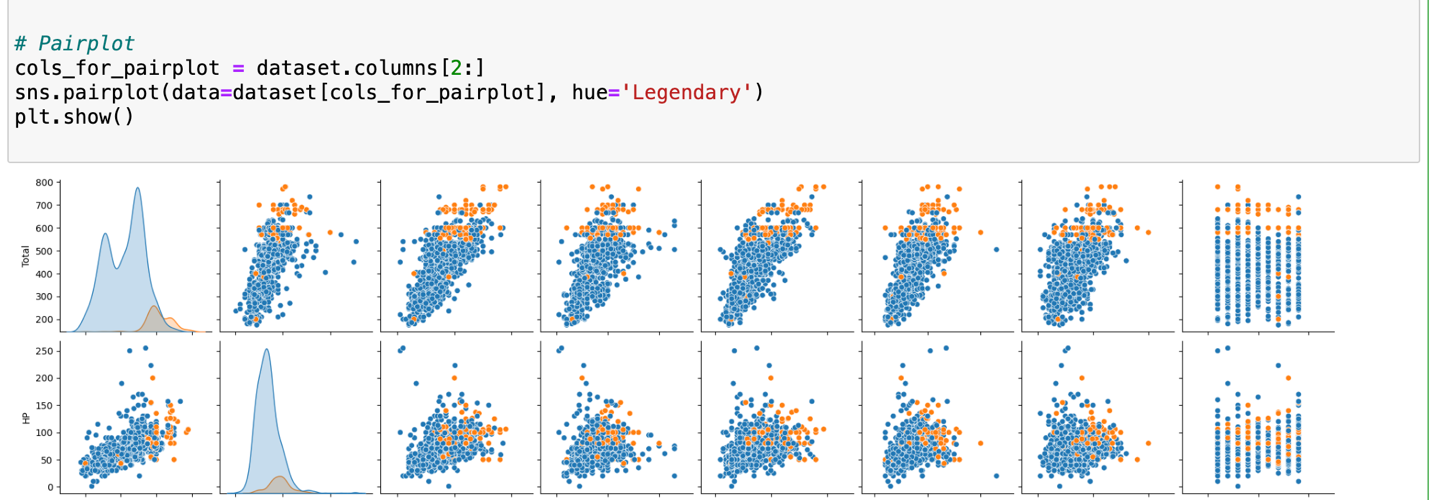 # Pairplot
cols_for_pairplot = dataset.columns[2:]
sns.pairplot(data=dataset[cols_for_pairplot], hue='Legendary')
plt.show()
800
700
600
500
400
300
200
Total
250
200
150
100
50
0
HP